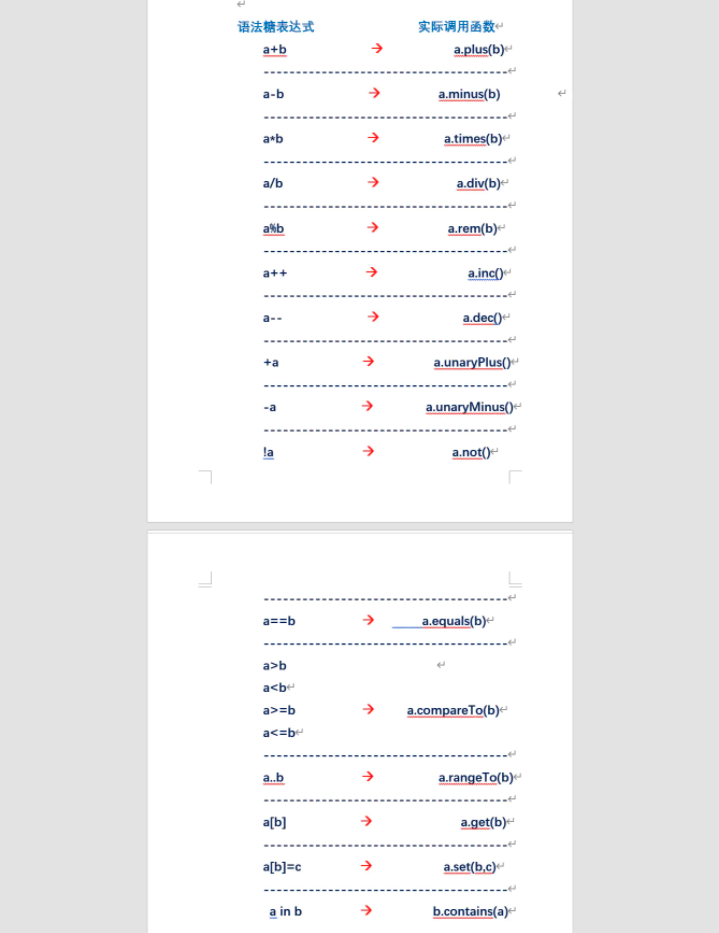 语法糖表达式 实际调用函数
a+b → a.plus(b)
--------------------------------------------------
a-b → a.minus(b)
--------------------------------------------------
a*b → a.times(b)
--------------------------------------------------
a/b → a.div(b)
--------------------------------------------------
a%b → a.rem(b)
--------------------------------------------------
a++ → a.inc()
--------------------------------------------------
a-- → a.dec()
--------------------------------------------------
+a → a.unaryPlus()
--------------------------------------------------
-a → a.unaryMinus()
--------------------------------------------------
!a → a.not()
--------------------------------------------------
a==b → a.equals(b)
--------------------------------------------------
a>b
a<b
a>=b → a.compareTo(b)
a<=b
--------------------------------------------------
a..b → a.rangeTo(b)
--------------------------------------------------
a[b] → a.get(b)
--------------------------------------------------
a[b]=c → a.set(b,c)
--------------------------------------------------
a in b → b.contains(a)